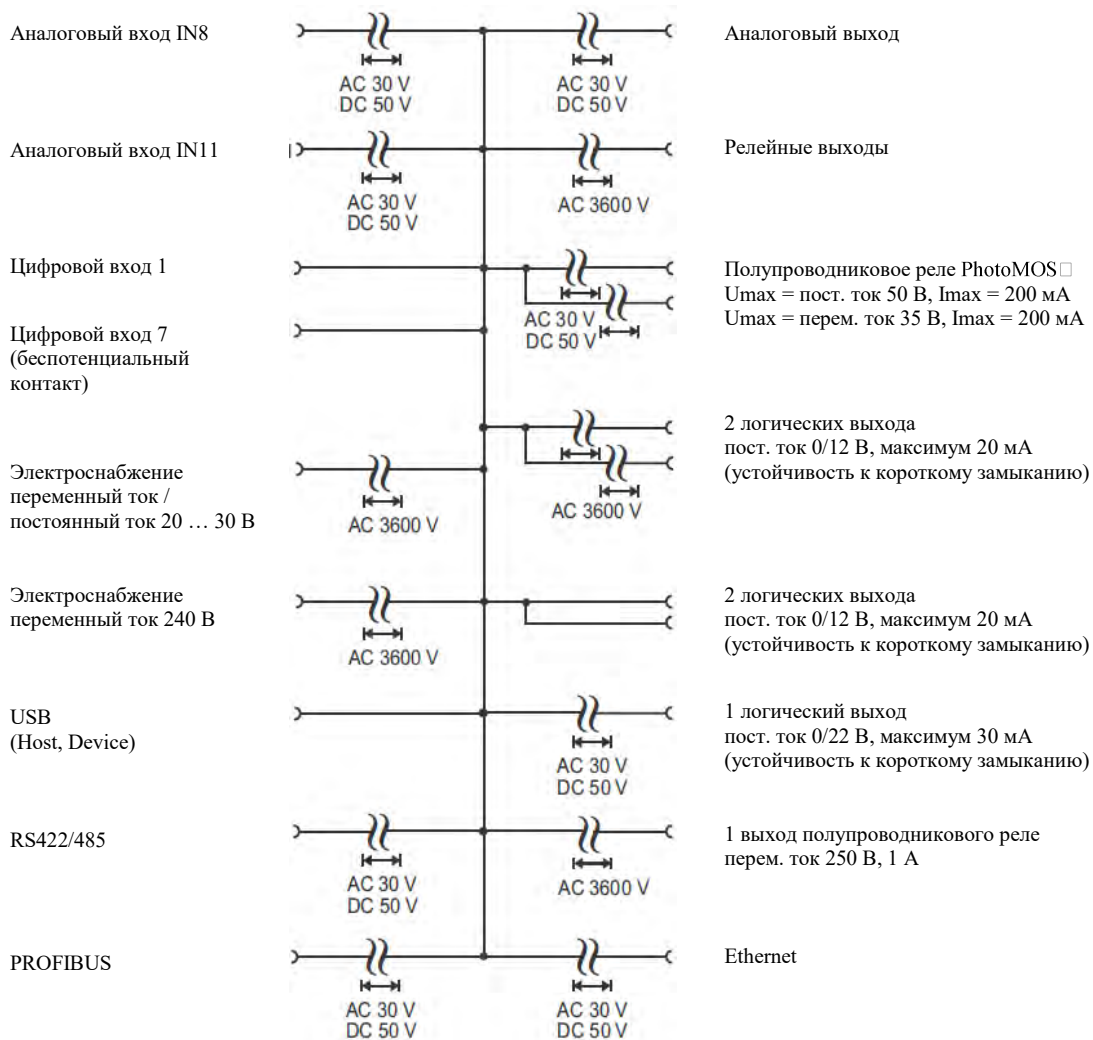 Аналоговый вход IN8
AC 30 V
DC 50 V
AC 30 V
DC 50 V
Аналоговый выход
Аналоговый вход IN11
AC 30 V
DC 50 V
AC 3600 V
Релейные выходы
Цифровой вход 1
Цифровой вход 7
(беспотенциальный
контакт)
AC 30 V
DC 50 V
Полупроводниковое реле PhotoMOS□
Umax = пост. ток 50 В, Imax = 200 мА
Umax = перем. ток 35 В, Imax = 200 мА
Электроснабжение
переменный ток /
постоянный ток 20 … 30 В
AC 3600 V
AC 3600 V
2 логических выхода
пост. ток 0/12 В, максимум 20 мА
(устойчивость к короткому замыканию)
Электроснабжение
переменный ток 240 В
AC 3600 V
2 логических выхода
пост. ток 0/12 В, максимум 20 мА
(устойчивость к короткому замыканию)
USB
(Host, Device)
AC 30 V
DC 50 V
1 логический выход
пост. ток 0/22 В, максимум 30 мА
(устойчивость к короткому замыканию)
RS422/485
AC 30 V
DC 50 V
AC 3600 V
1 выход полупроводникового реле
перем. ток 250 В, 1 А
PROFIBUS
AC 30 V
DC 50 V
AC 30 V
DC 50 V
Ethernet